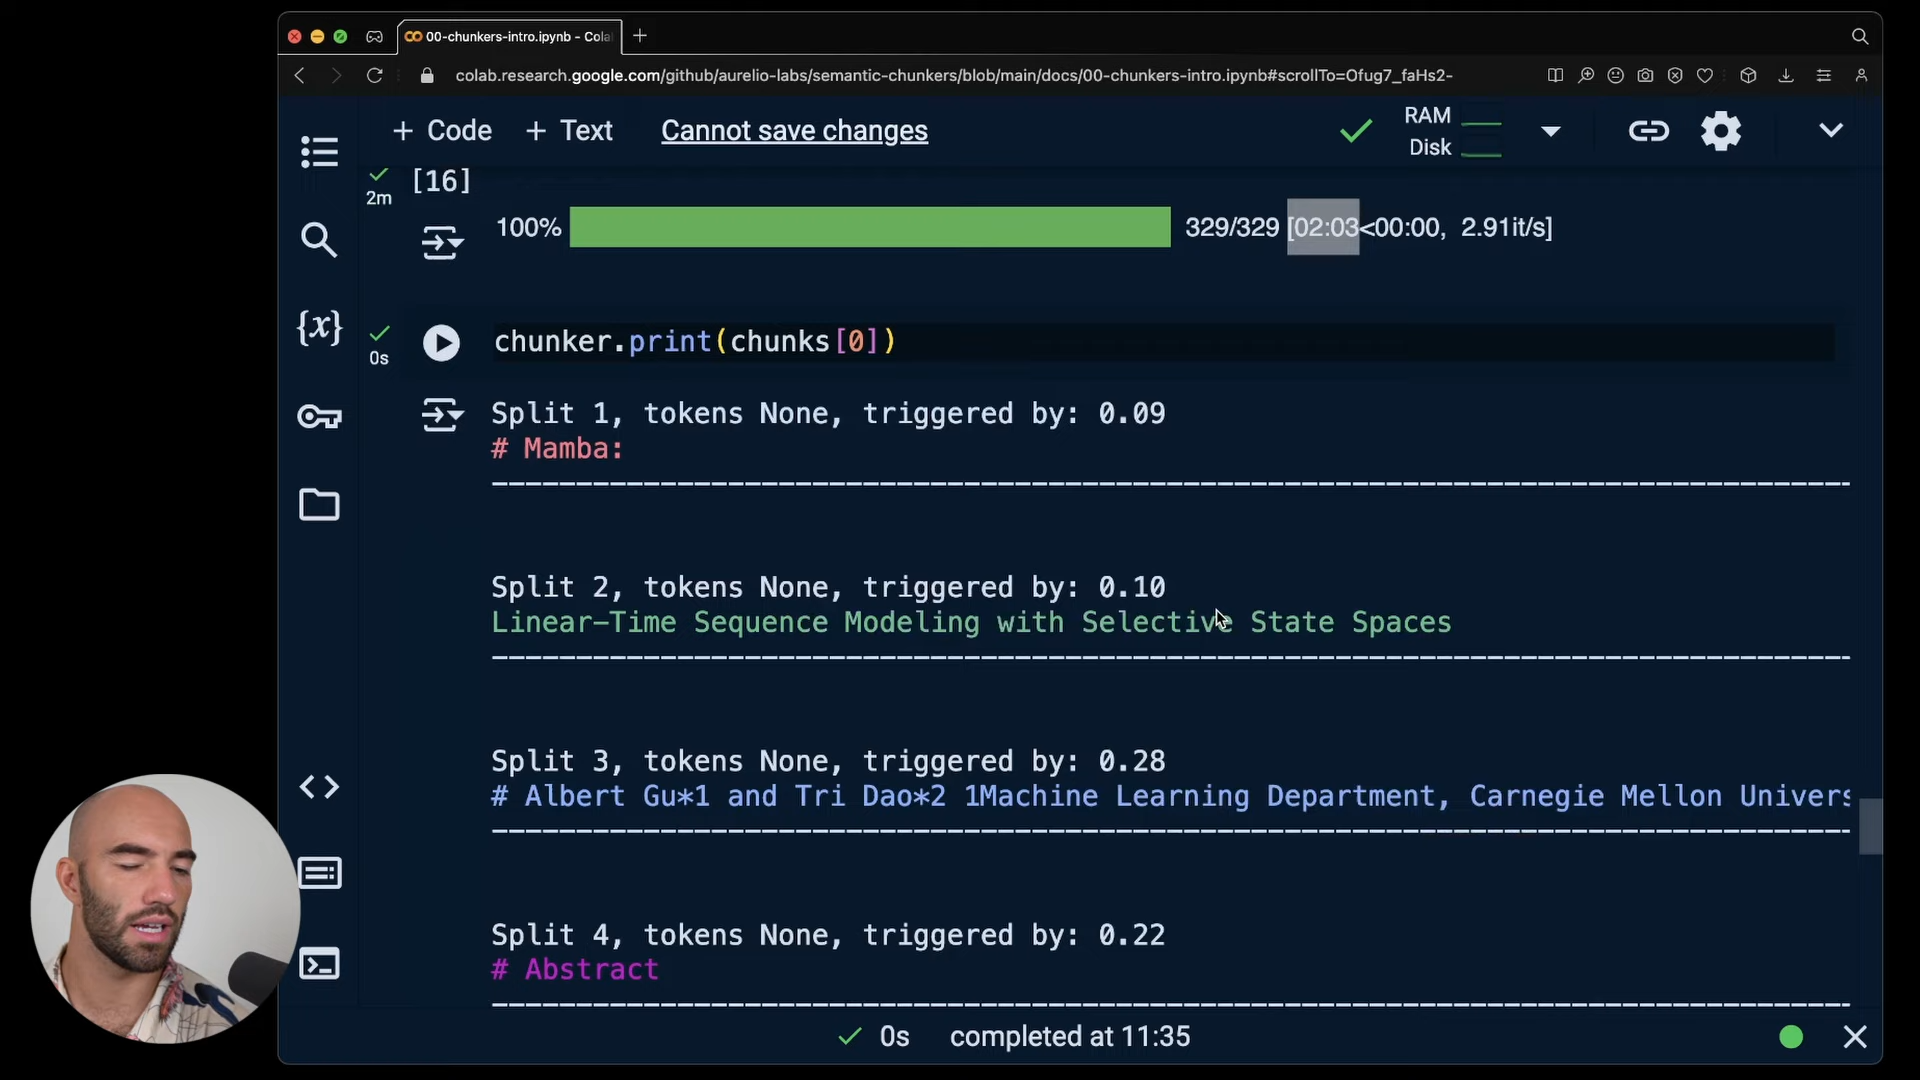 00-chunkers-intro.ipynb - Cola
colab.research.google.com/github/aurelio-labs/semantic-chunkers/blob/main/docs/00-chunkers-intro.ipynb#scrollTo=Ofug7_faHs2-
+ Code + Text Cannot save changes
RAM
Disk
2m [16]
100% 329/329 [02:03<00:00, 2.91it/s]
{x}
0s chunker.print(chunks[0])
Split 1, tokens None, triggered by: 0.09
# Mamba:
--------------------------------------------------------------------------------
Split 2, tokens None, triggered by: 0.10
Linear-Time Sequence Modeling with Selective State Spaces
--------------------------------------------------------------------------------
Split 3, tokens None, triggered by: 0.28
# Albert Gu*1 and Tri Dao*2 1Machine Learning Department, Carnegie Mellon Univers
--------------------------------------------------------------------------------
Split 4, tokens None, triggered by: 0.22
# Abstract
--------------------------------------------------------------------------------
0s completed at 11:35